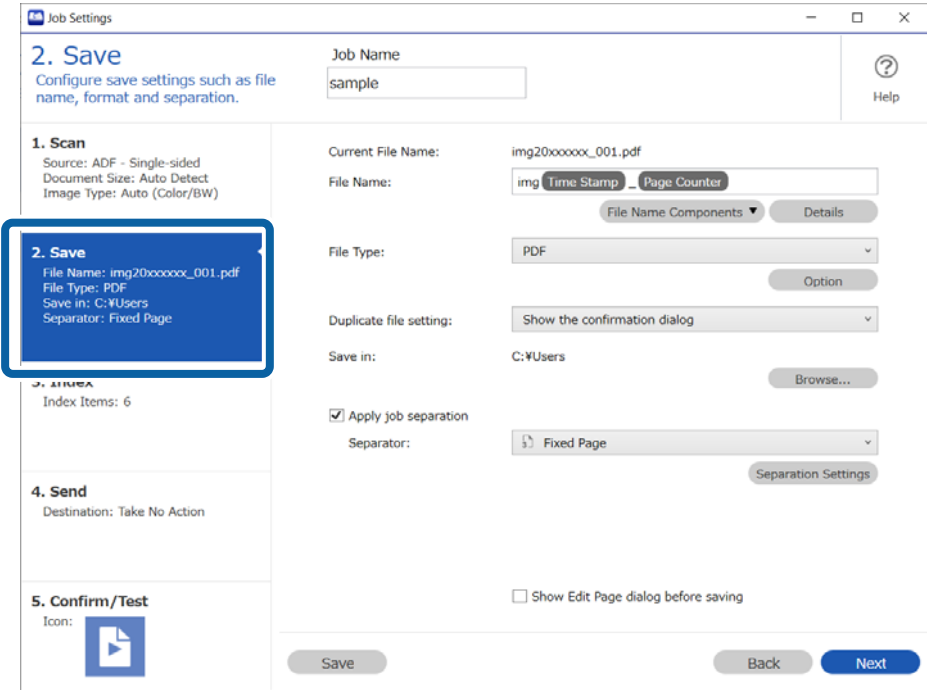 Job Settings
2. Save
Configure save settings such as file
name, format and separation.
Job Name
sample
Help
1. Scan
Source: ADF - Single-sided
Document Size: Auto Detect
Image Type: Auto (Color/BW)
2. Save
File Name: img20xxxxxx_001.pdf
File Type: PDF
Save in: C:¥Users
Separator: Fixed Page
3. Index
Index Items: 6
4. Send
Destination: Take No Action
5. Confirm/Test
Icon:
Current File Name: img20xxxxxx_001.pdf
File Name: img Time Stamp _ Page Counter
File Name Components ▼ Details
File Type: PDF
Option
Duplicate file setting: Show the confirmation dialog
Save in: C:¥Users
Browse...
Apply job separation
Separator: Fixed Page
Separation Settings
Show Edit Page dialog before saving
Save Back Next